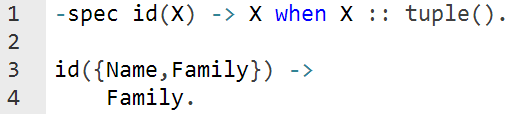 1 -spec id(X) -> X when X :: tuple().
2
3 id({Name,Family}) ->
4     Family.